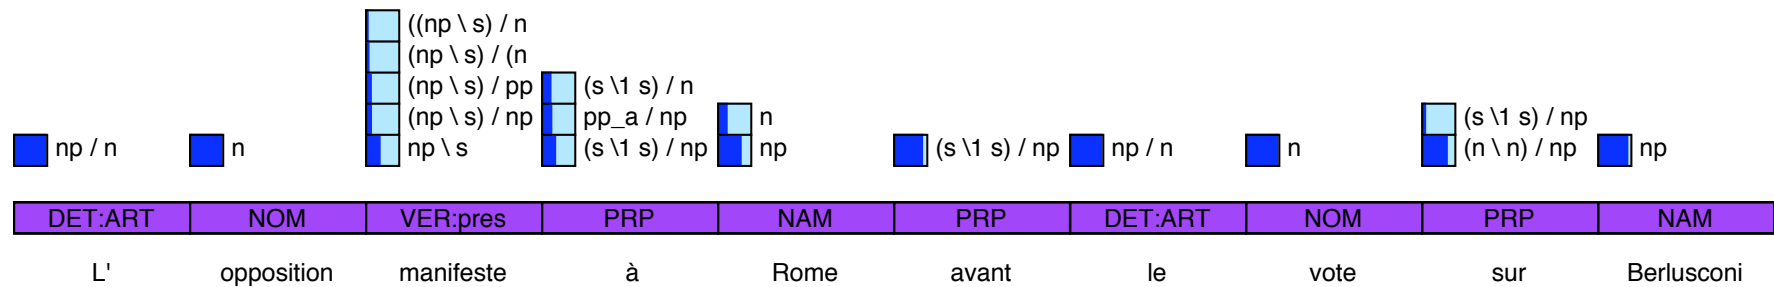 ((np \ s) / n
(np \ s) / (n
(np \ s) / pp (s \1 s) / n
(np \ s) / np pp_a / np n (s \1 s) / np
np / n n np \ s (s \1 s) / np np (s \1 s) / np np / n n (n \ n) / np np
DET:ART NOM VER:pres PRP NAM PRP DET:ART NOM PRP NAM
L' opposition manifeste à Rome avant le vote sur Berlusconi